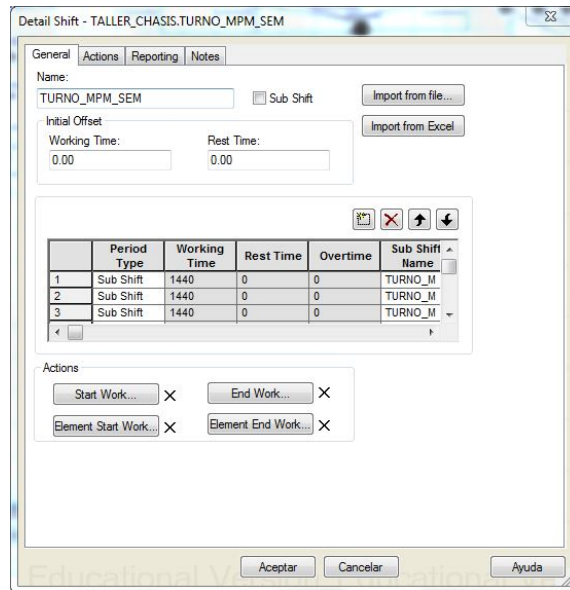 Detail Shift - TALLER_CHASIS.TURNO_MPM_SEM
General Actions Reporting Notes
Name:
TURNO_MPM_SEM
Sub Shift
Import from file...
Import from Excel
Initial Offset
Working Time: Rest Time:
0.00 0.00
Period Type Working Time Rest Time Overtime Sub Shift Name
1 Sub Shift 1440 0 0 TURNO_M
2 Sub Shift 1440 0 0 TURNO_M
3 Sub Shift 1440 0 0 TURNO_M
Actions
Start Work... End Work...
Element Start Work... Element End Work...
Aceptar Cancelar Ayuda
Educational Version